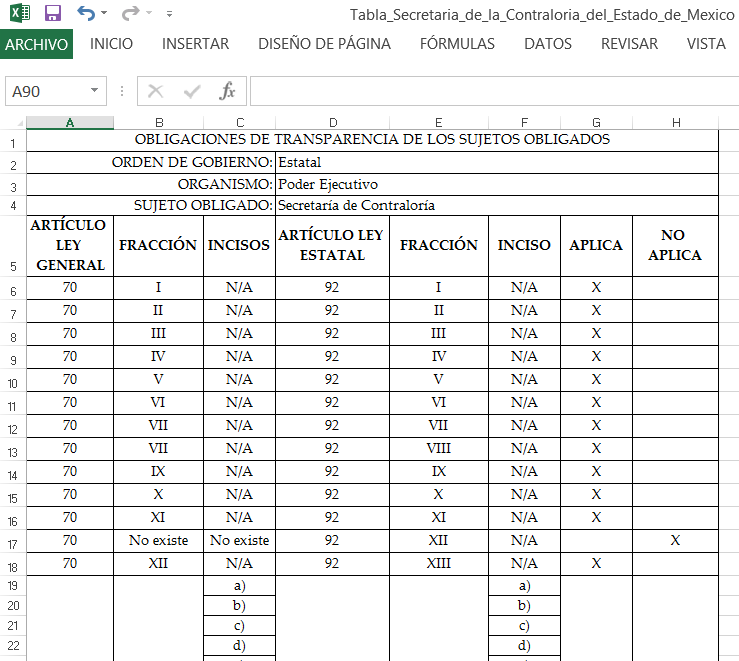 Tabla_Secretaria_de_la_Contraloria_del_Estado_de_Mexico
ARCHIVO INICIO INSERTAR DISEÑO DE PÁGINA FÓRMULAS DATOS REVISAR VISTA
A90 fx
A B C D E F G H
1 OBLIGACIONES DE TRANSPARENCIA DE LOS SUJETOS OBLIGADOS
2 ORDEN DE GOBIERNO: Estatal
3 ORGANISMO: Poder Ejecutivo
4 SUJETO OBLIGADO: Secretaría de Contraloría
5 ARTÍCULO LEY GENERAL FRACCIÓN INCISOS ARTÍCULO LEY ESTATAL FRACCIÓN INCISO APLICA NO APLICA
6 70 I N/A 92 I N/A X
7 70 II N/A 92 II N/A X
8 70 III N/A 92 III N/A X
9 70 IV N/A 92 IV N/A X
10 70 V N/A 92 V N/A X
11 70 VI N/A 92 VI N/A X
12 70 VII N/A 92 VII N/A X
13 70 VII N/A 92 VIII N/A X
14 70 IX N/A 92 IX N/A X
15 70 X N/A 92 X N/A X
16 70 XI N/A 92 XI N/A X
17 70 No existe No existe 92 XII N/A X
18 70 XII N/A 92 XIII N/A X
19 a) a)
20 b) b)
21 c) c)
22 d) d)